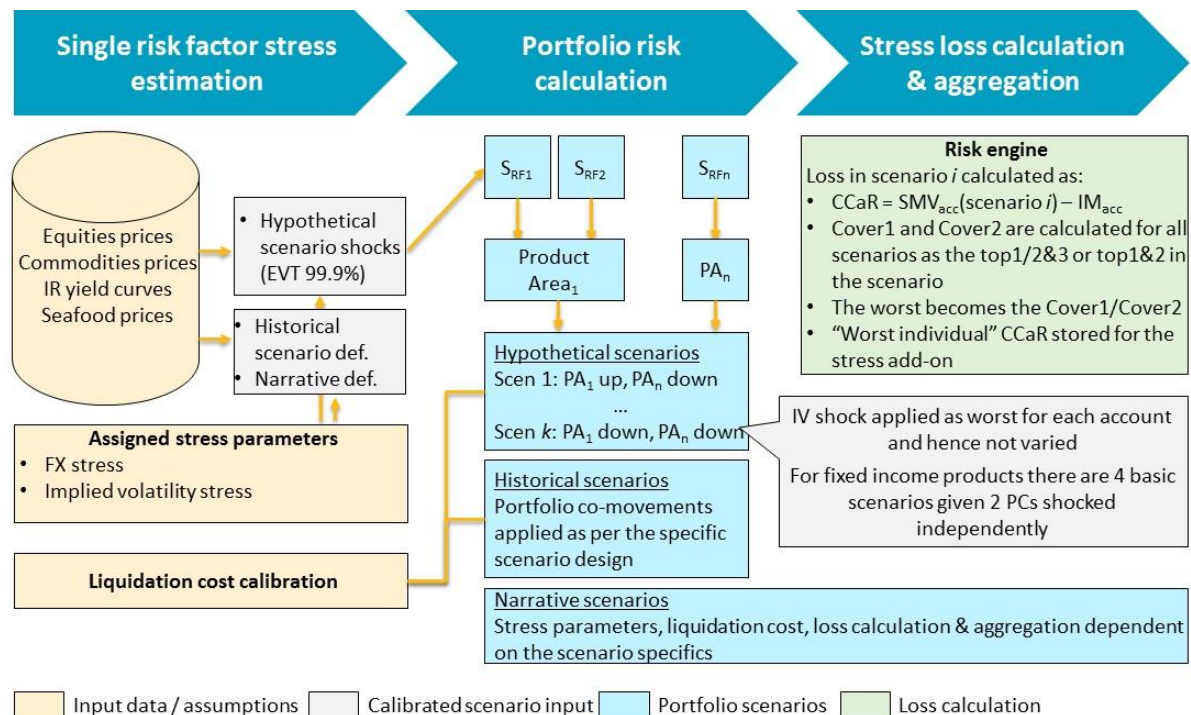 Single risk factor stress
estimation
Portfolio risk
calculation
Stress loss calculation
& aggregation
Equities prices
Commodities prices
IR yield curves
Seafood prices
• Hypothetical
scenario shocks
(EVT 99.9%)
• Historical
scenario def.
• Narrative def.
Assigned stress parameters
• FX stress
• Implied volatility stress
Liquidation cost calibration
SRF1
SRF2
SRFn
Product
Area1
PAn
Hypothetical scenarios
Scen 1: PA1 up, PAn down
...
Scen k: PA1 down, PAn down
Historical scenarios
Portfolio co-movements
applied as per the specific
scenario design
Narrative scenarios
Stress parameters, liquidation cost, loss calculation & aggregation dependent
on the scenario specifics
Risk engine
Loss in scenario i calculated as:
• CCaR = SMVacc(scenario i) – IMacc
• Cover1 and Cover2 are calculated for all
scenarios as the top1/2&3 or top1&2 in
the scenario
• The worst becomes the Cover1/Cover2
• “Worst individual” CCaR stored for the
stress add-on
IV shock applied as worst for each account
and hence not varied
For fixed income products there are 4 basic
scenarios given 2 PCs shocked
independently
Input data / assumptions
Calibrated scenario input
Portfolio scenarios
Loss calculation